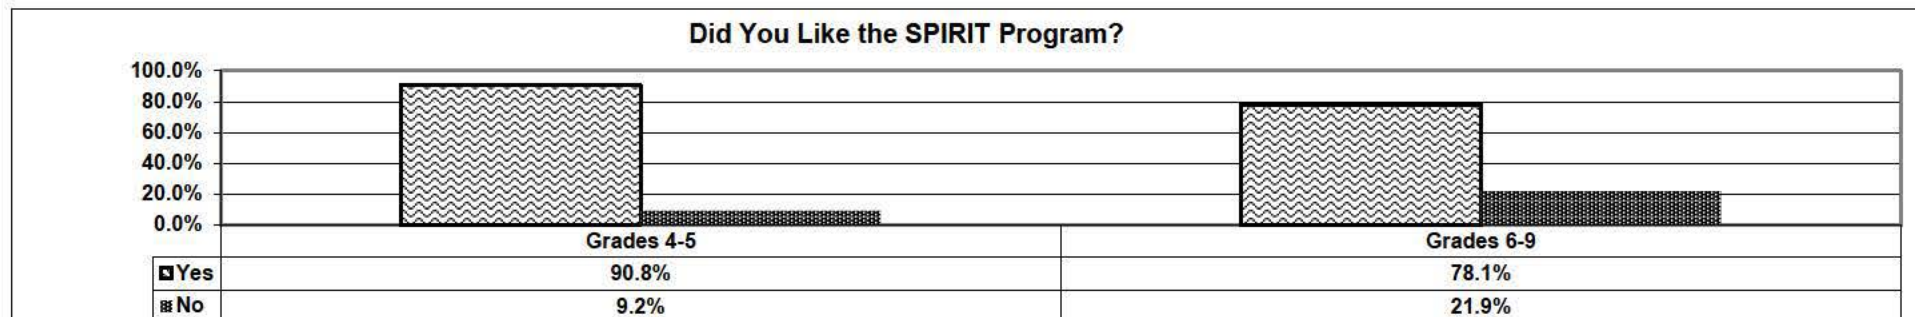 Did You Like the SPIRIT Program?
100.0%
80.0%
60.0%
40.0%
20.0%
0.0%
Grades 4-5 Grades 6-9
Yes 90.8% 78.1%
No 9.2% 21.9%